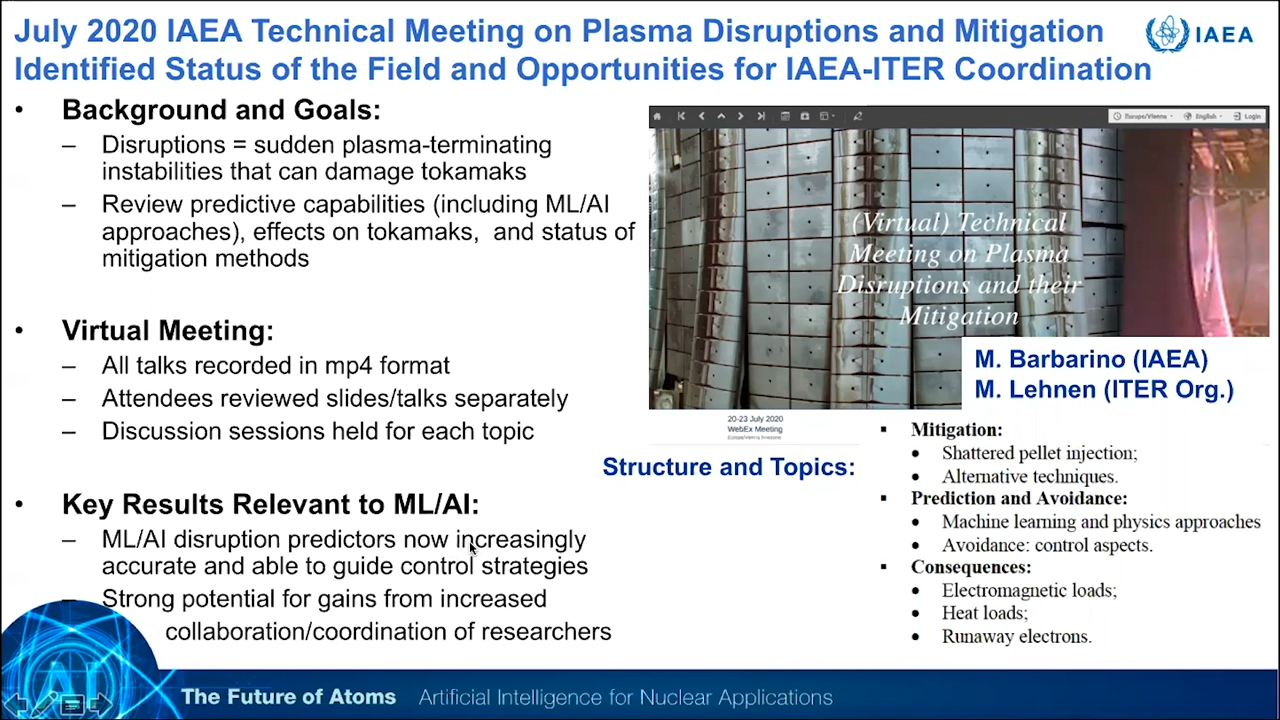 July 2020 IAEA Technical Meeting on Plasma Disruptions and Mitigation
Identified Status of the Field and Opportunities for IAEA-ITER Coordination
IAEA
• Background and Goals:
– Disruptions = sudden plasma-terminating
instabilities that can damage tokamaks
– Review predictive capabilities (including ML/AI
approaches), effects on tokamaks, and status of
mitigation methods
• Virtual Meeting:
– All talks recorded in mp4 format
– Attendees reviewed slides/talks separately
– Discussion sessions held for each topic
• Key Results Relevant to ML/AI:
– ML/AI disruption predictors now increasingly
accurate and able to guide control strategies
– Strong potential for gains from increased
collaboration/coordination of researchers
Europe/Vienna English Login
(Virtual) Technical
Meeting on Plasma
Disruptions and their
Mitigation
M. Barbarino (IAEA)
M. Lehnen (ITER Org.)
20-23 July 2020
WebEx Meeting
Europe/Vienna timezone
Structure and Topics:
▪ Mitigation:
• Shattered pellet injection;
• Alternative techniques.
▪ Prediction and Avoidance:
• Machine learning and physics approaches
• Avoidance: control aspects.
▪ Consequences:
• Electromagnetic loads;
• Heat loads;
• Runaway electrons.
AI
The Future of Atoms Artificial Intelligence for Nuclear Applications